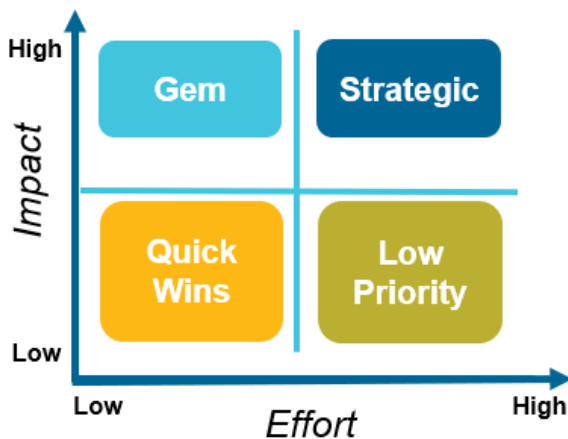 High
Gem
Strategic
Impact
Quick
Wins
Low
Priority
Low
Low
Effort
High